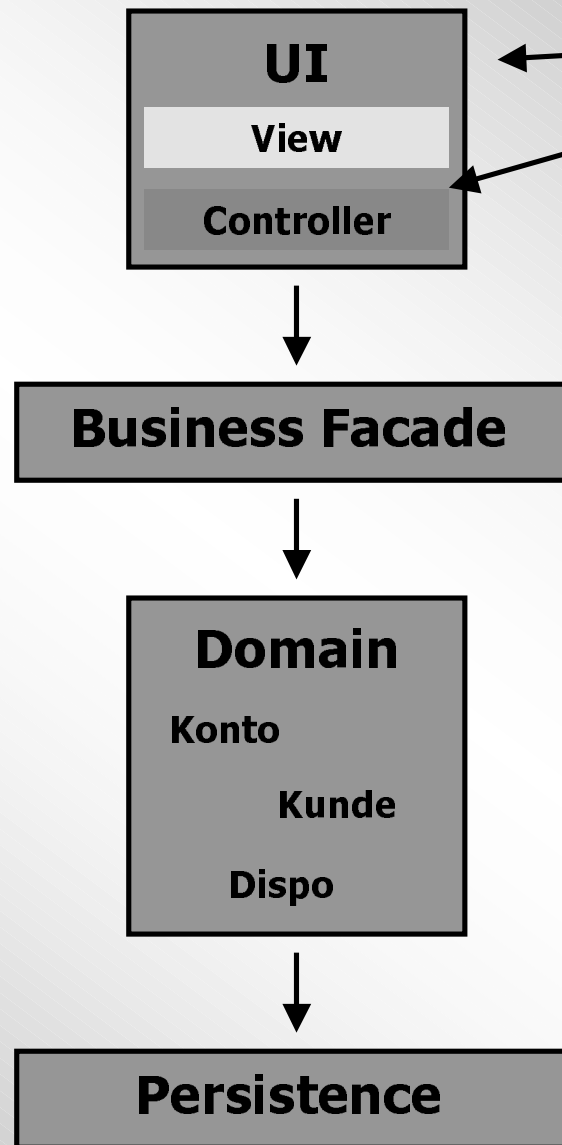 UI
View
Controller
Business Facade
Domain
Konto
Kunde
Dispo
Persistence